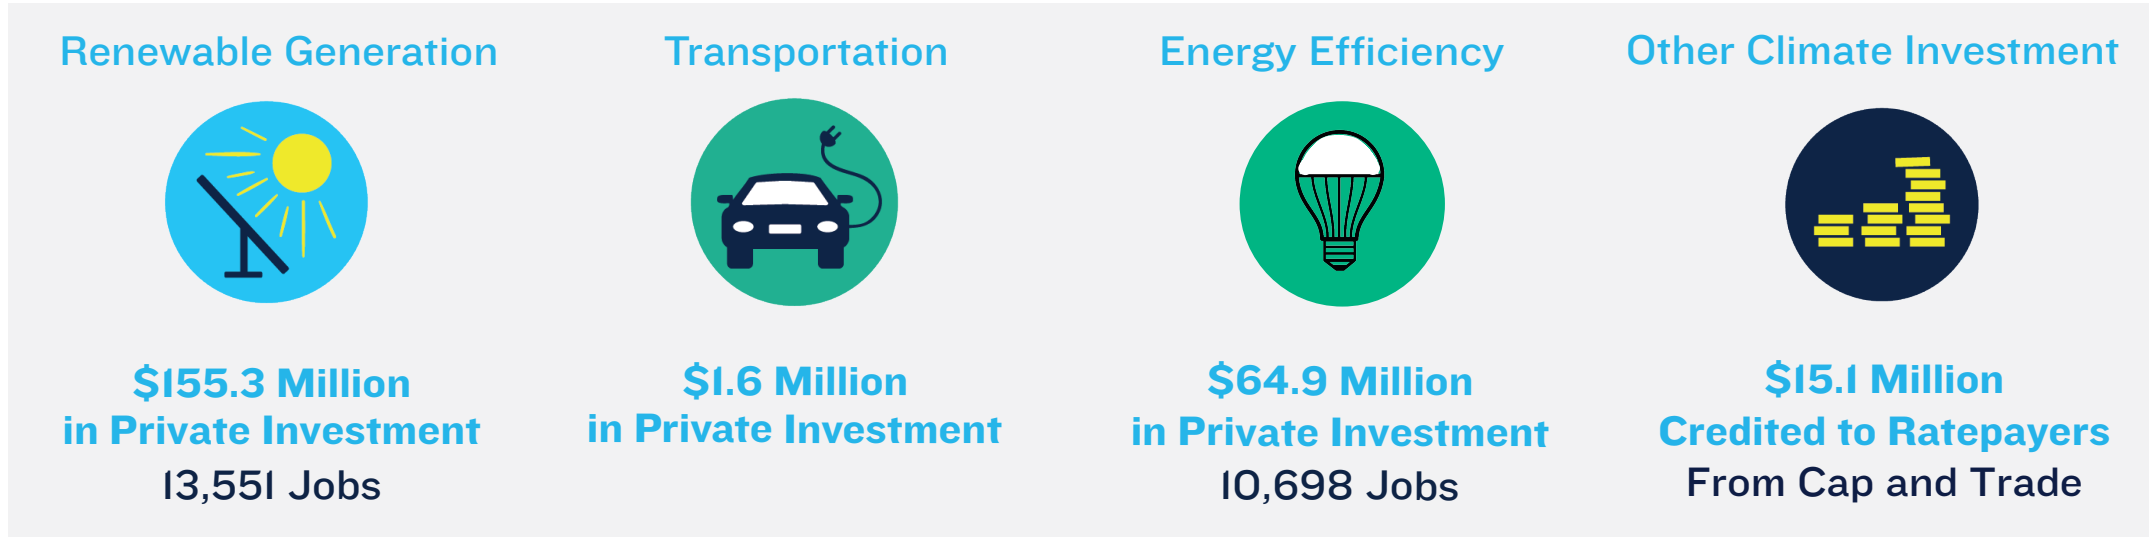 Renewable Generation
Transportation
Energy Efficiency
Other Climate Investment
$155.3 Million
in Private Investment
13,551 Jobs
$1.6 Million
in Private Investment
$64.9 Million
in Private Investment
10,698 Jobs
$15.1 Million
Credited to Ratepayers
From Cap and Trade